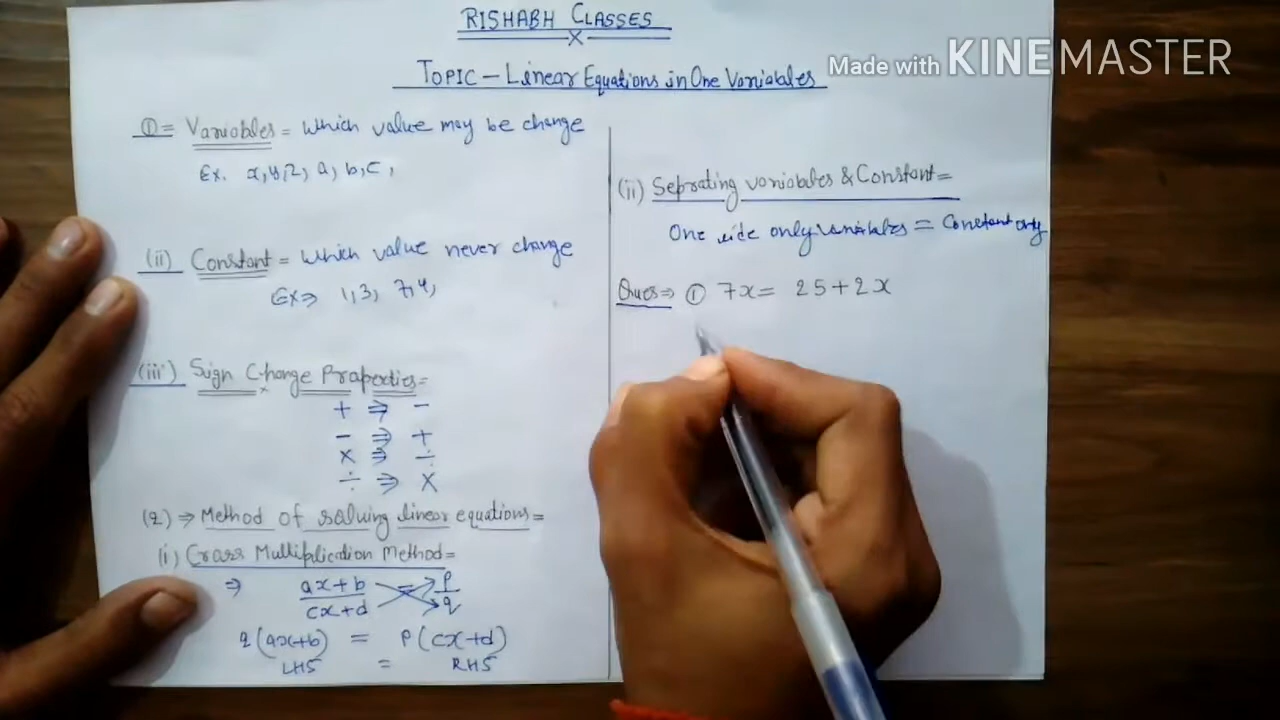 RISHABH CLASSES
X
TOPIC - Linear Equations in One Variables
Made with KINEMASTER
① = Variables = Which value may be change
Ex. x, y, z, a, b, c,
(ii) Constant = Which value never change
Ex ⇒ 1, 3, 7, 4,
(iii) Sign Change Properties =
+ ⇒ -
- ⇒ +
× ⇒ ÷
÷ ⇒ ×
(2) ⇒ Method of solving linear equations =
(i) Crass Multiplication Method =
⇒ ax+b = p
cx+d q
q(ax+b) = p(cx+d)
LHS = RHS
(ii) Seprating variables & Constant =
One side only variables = Constant only
Ques ⇒ ① 7x = 25 + 2x